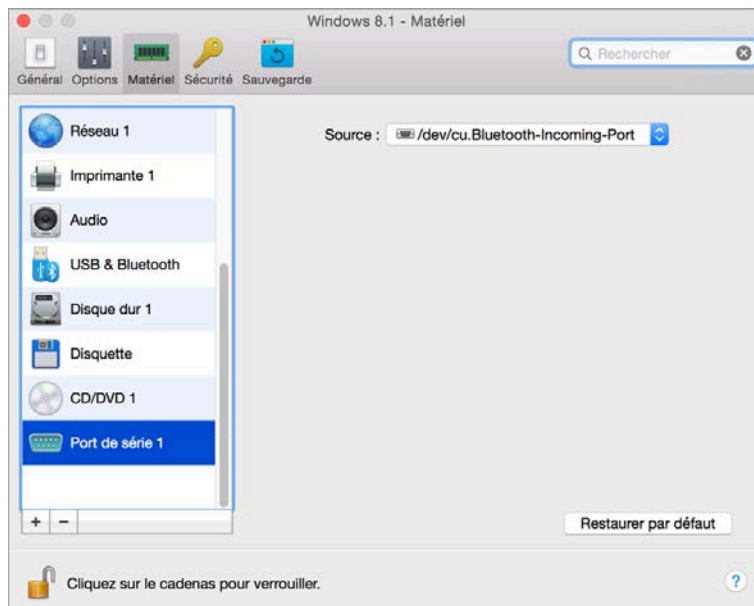 Windows 8.1 - Matériel
Général Options Matériel Sécurité Sauvegarde
Rechercher
Réseau 1
Source : /dev/cu.Bluetooth-Incoming-Port
Imprimante 1
Audio
USB & Bluetooth
Disque dur 1
Disquette
CD/DVD 1
Port de série 1
+ −
Restaurer par défaut
Cliquez sur le cadenas pour verrouiller.
?